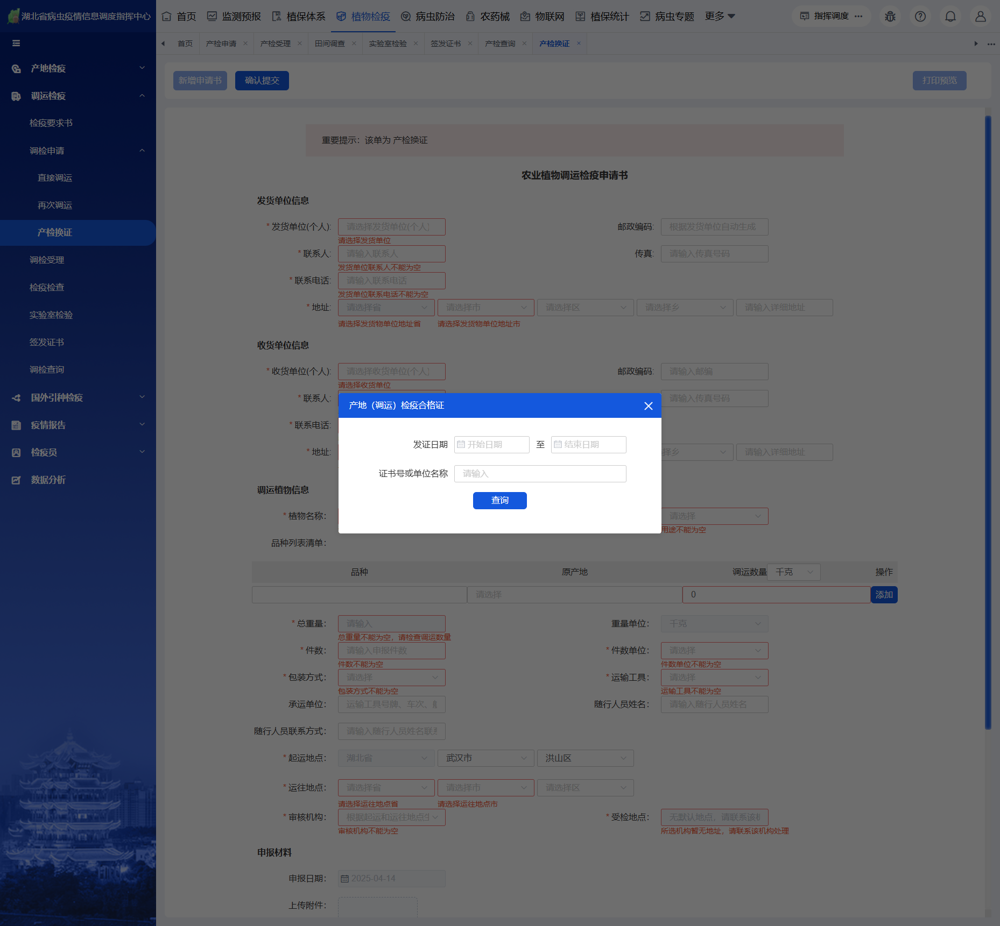 湖北省病虫疫情信息调度指挥中心
首页 监测预报 植保体系 植物检疫 病虫防治 农药械 物联网 植保统计 病虫专题 更多 指挥调度
首页 产检申请 产检受理 田间调查 实验室检验 签发证书 产检查询 产检换证
产地检疫
调运检疫
检疫要求书
调检申请
直接调运
再次调运
产检换证
调检受理
检疫检查
实验室检验
签发证书
调检查询
国外引种检疫
疫情报告
检疫员
数据分析
新增申请书 确认提交 打印预览
重要提示：该单为 产检换证
农业植物调运检疫申请书
发货单位信息
*发货单位(个人): 请选择发货单位(个人) 邮政编码: 根据发货单位自动生成
请选择发货单位
*联系人: 请输入联系人 传真: 请输入传真号码
发货单位联系人不能为空
*联系电话: 请输入联系电话
发货单位联系电话不能为空
*地址: 请选择省 请选择市 请选择区 请选择乡 请输入详细地址
请选择发货物单位地址省 请选择发货物单位地址市
收货单位信息
*收货单位(个人): 请选择收货单位(个人) 邮政编码: 请输入邮编
请选择收货单位
*联系人: 请输入传真号码
*联系电话:
*地址: 择乡 请输入详细地址
产地（调运）检疫合格证
发证日期 开始日期 至 结束日期
证书号或单位名称 请输入
查询
调运植物信息
*植物名称: 请选择
用途不能为空
品种列表清单:
品种 原产地 调运数量 千克 操作
请选择 0 添加
*总重量: 请输入 重量单位: 千克
总重量不能为空，请检查调运数量
*件数: 请输入申报件数 *件数单位: 请选择
件数不能为空 件数单位不能为空
*包装方式: 请选择 *运输工具: 请选择
包装方式不能为空 运输工具不能为空
承运单位: 运输工具号牌、车次、 随行人员姓名: 请输入随行人员姓名
随行人员联系方式: 请输入随行人员姓名联系
*起运地点: 湖北省 武汉市 洪山区
*运往地点: 请选择省 请选择市 请选择区
请选择运往地点省 请选择运往地点市
*审核机构: 根据起运和运往地点生 *受检地点: 无默认地点，请联系该机
审核机构不能为空 所选机构暂无地址，请联系该机构处理
申报材料
申报日期: 2025-04-14
上传附件: